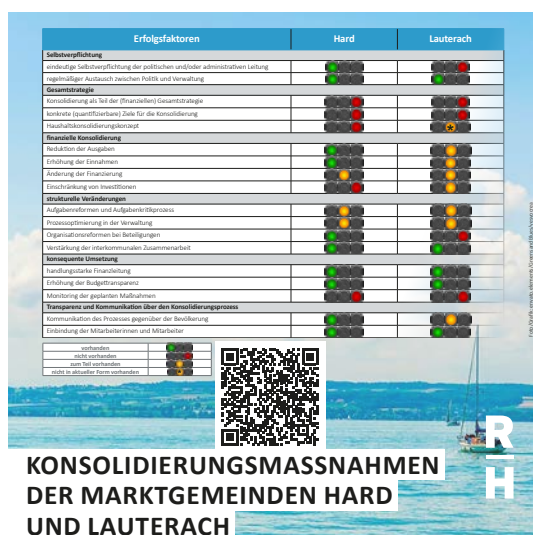 Erfolgsfaktoren Hard Lauterach
Selbstverpflichtung
eindeutige Selbstverpflichtung der politischen und/oder administrativen Leitung
regelmäßiger Austausch zwischen Politik und Verwaltung
Gesamtstrategie
Konsolidierung als Teil der (finanziellen) Gesamtstrategie
konkrete (quantifizierbare) Ziele für die Konsolidierung
Haushaltskonsolidierungskonzept
finanzielle Konsolidierung
Reduktion der Ausgaben
Erhöhung der Einnahmen
Änderung der Finanzierung
Einschränkung von Investitionen
strukturelle Veränderungen
Aufgabenreformen und Aufgabenkritikprozess
Prozessoptimierung in der Verwaltung
Organisationsreformen bei Beteiligungen
Verstärkung der interkommunalen Zusammenarbeit
konsequente Umsetzung
handlungsstarke Finanzleitung
Erhöhung der Budgettransparenz
Monitoring der geplanten Maßnahmen
Transparenz und Kommunikation über den Konsolidierungsprozess
Kommunikation des Prozesses gegenüber der Bevölkerung
Einbindung der Mitarbeiterinnen und Mitarbeiter
vorhanden
nicht vorhanden
zum Teil vorhanden
nicht in aktueller Form vorhanden
R
H
KONSOLIDIERUNGSMASSNAHMEN
DER MARKTGEMEINDEN HARD
UND LAUTERACH